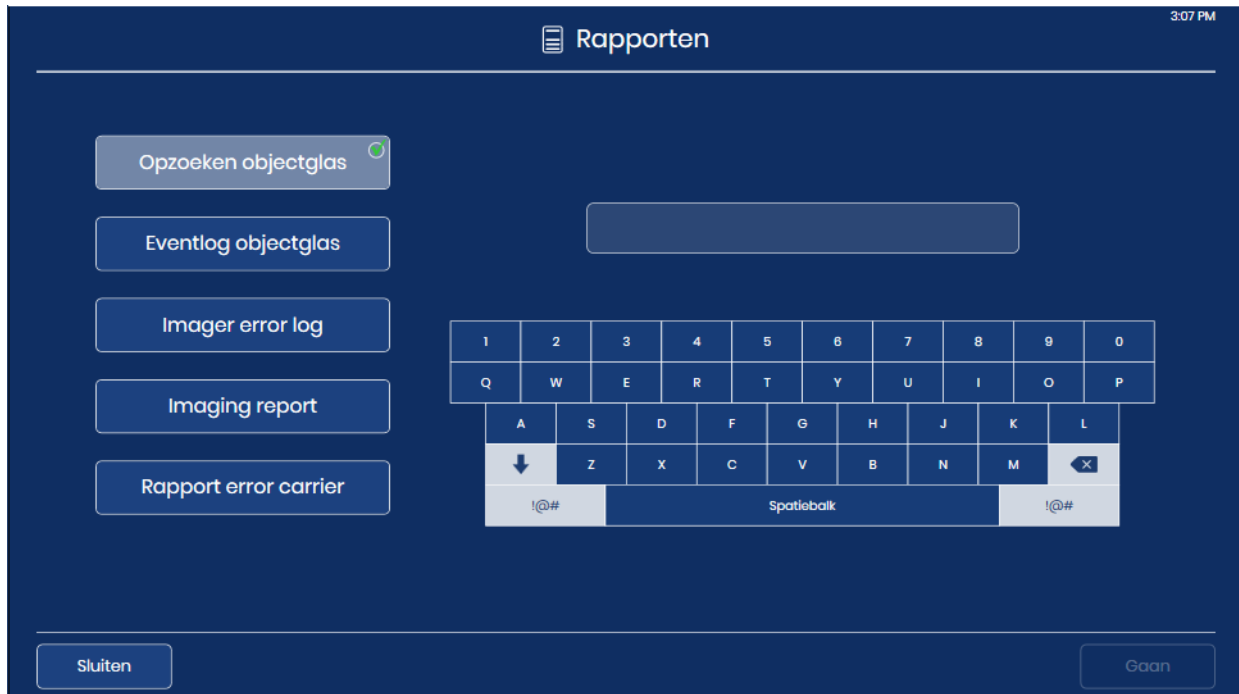 3:07 PM
Rapporten
Opzoeken objectglas
Eventlog objectglas
Imager error log
Imaging report
Rapport error carrier
1 2 3 4 5 6 7 8 9 0
Q W E R T Y U I O P
A S D F G H J K L
Z X C V B N M
!@# Spatiebalk !@#
Sluiten Gaan